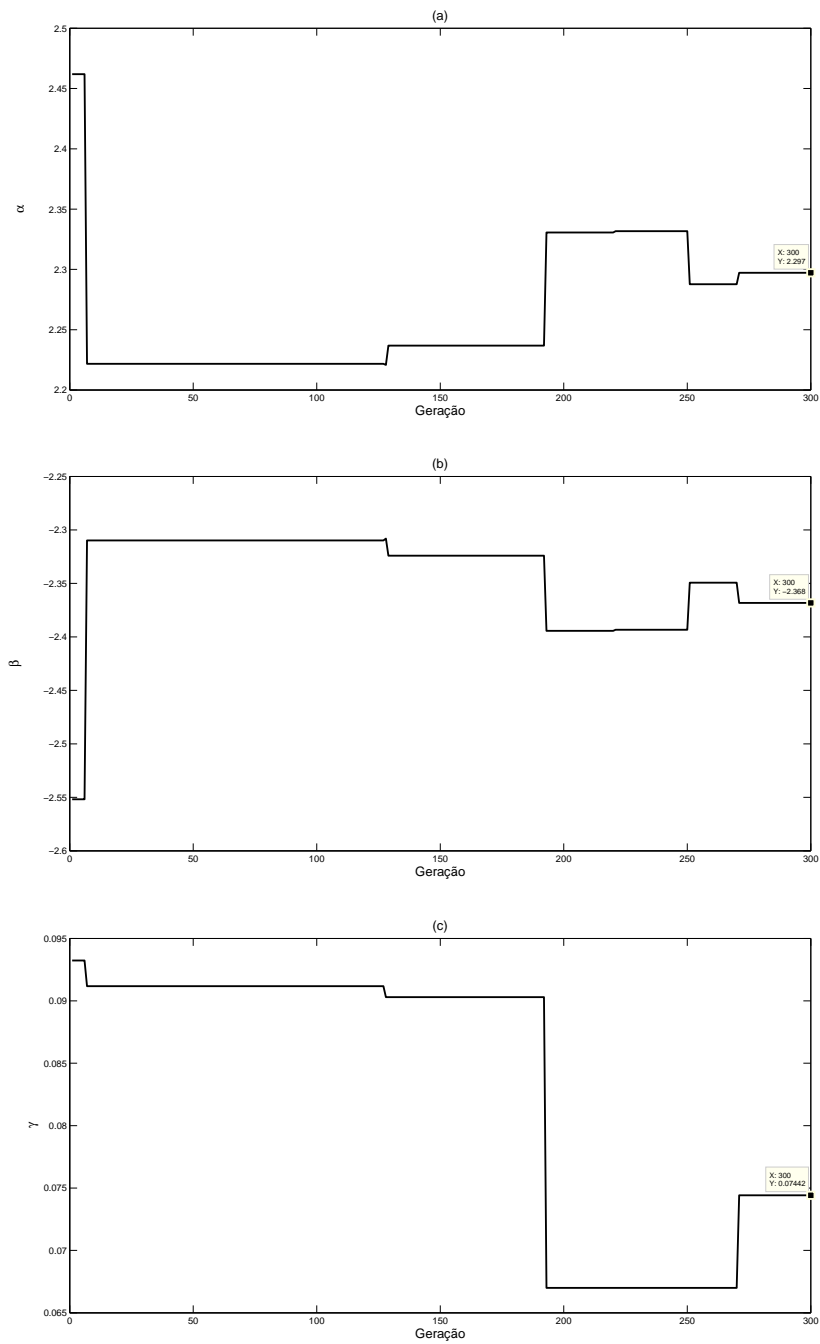 (a)
2.5
2.45
2.4
2.35
2.3
2.25
2.2
α
X: 300
Y: 2.297
0 50 100 150 200 250 300
Geração
(b)
−2.25
−2.3
−2.35
−2.4
−2.45
−2.5
−2.55
−2.6
β
X: 300
Y: −2.368
0 50 100 150 200 250 300
Geração
(c)
0.095
0.09
0.085
0.08
0.075
0.07
0.065
γ
X: 300
Y: 0.07442
0 50 100 150 200 250 300
Geração